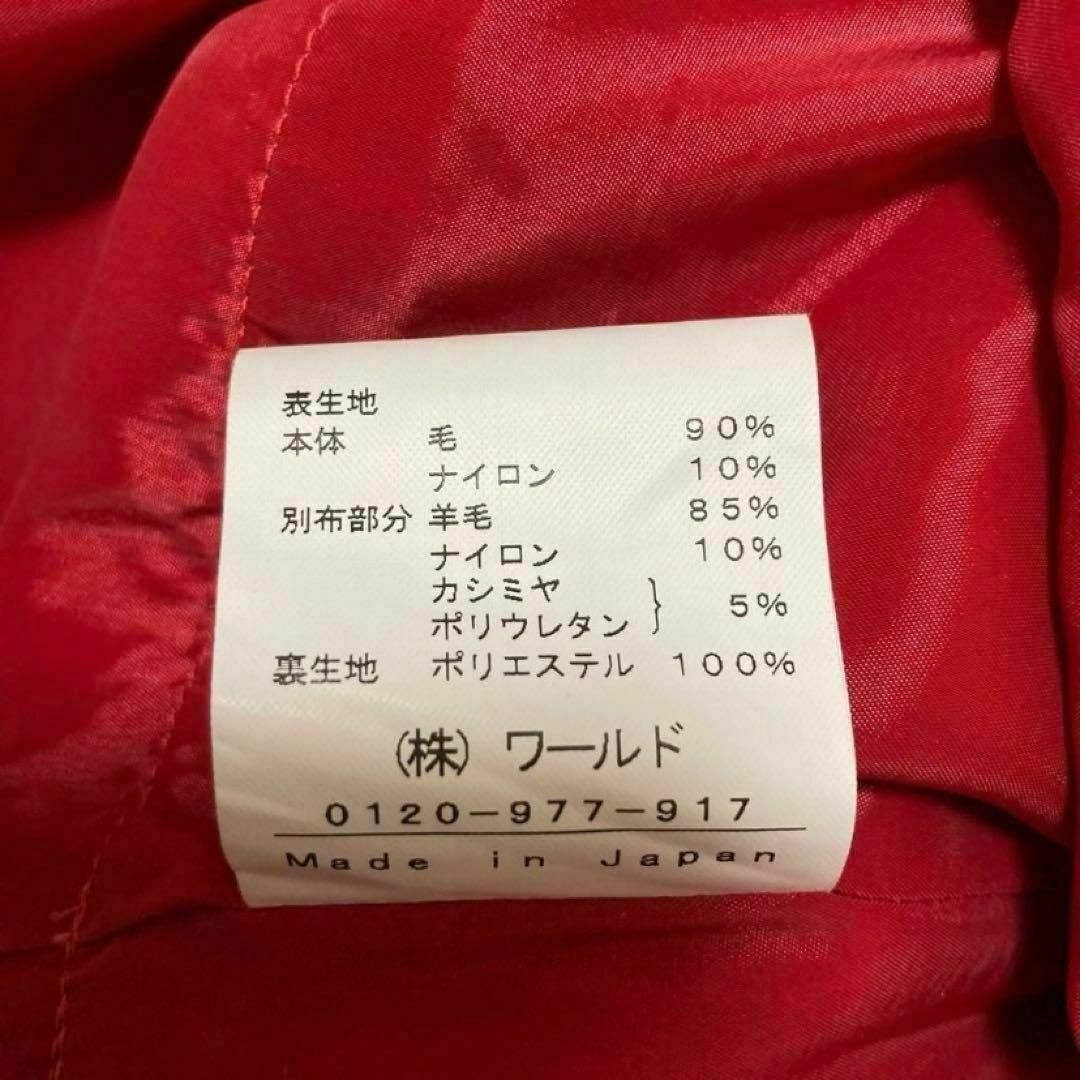 表生地
本体 毛 90%
ナイロン 10%
別布部分 羊毛 85%
ナイロン 10%
カシミヤ
ポリウレタン } 5%
裏生地 ポリエステル 100%
(株) ワールド
0120-977-917
Made in Japan